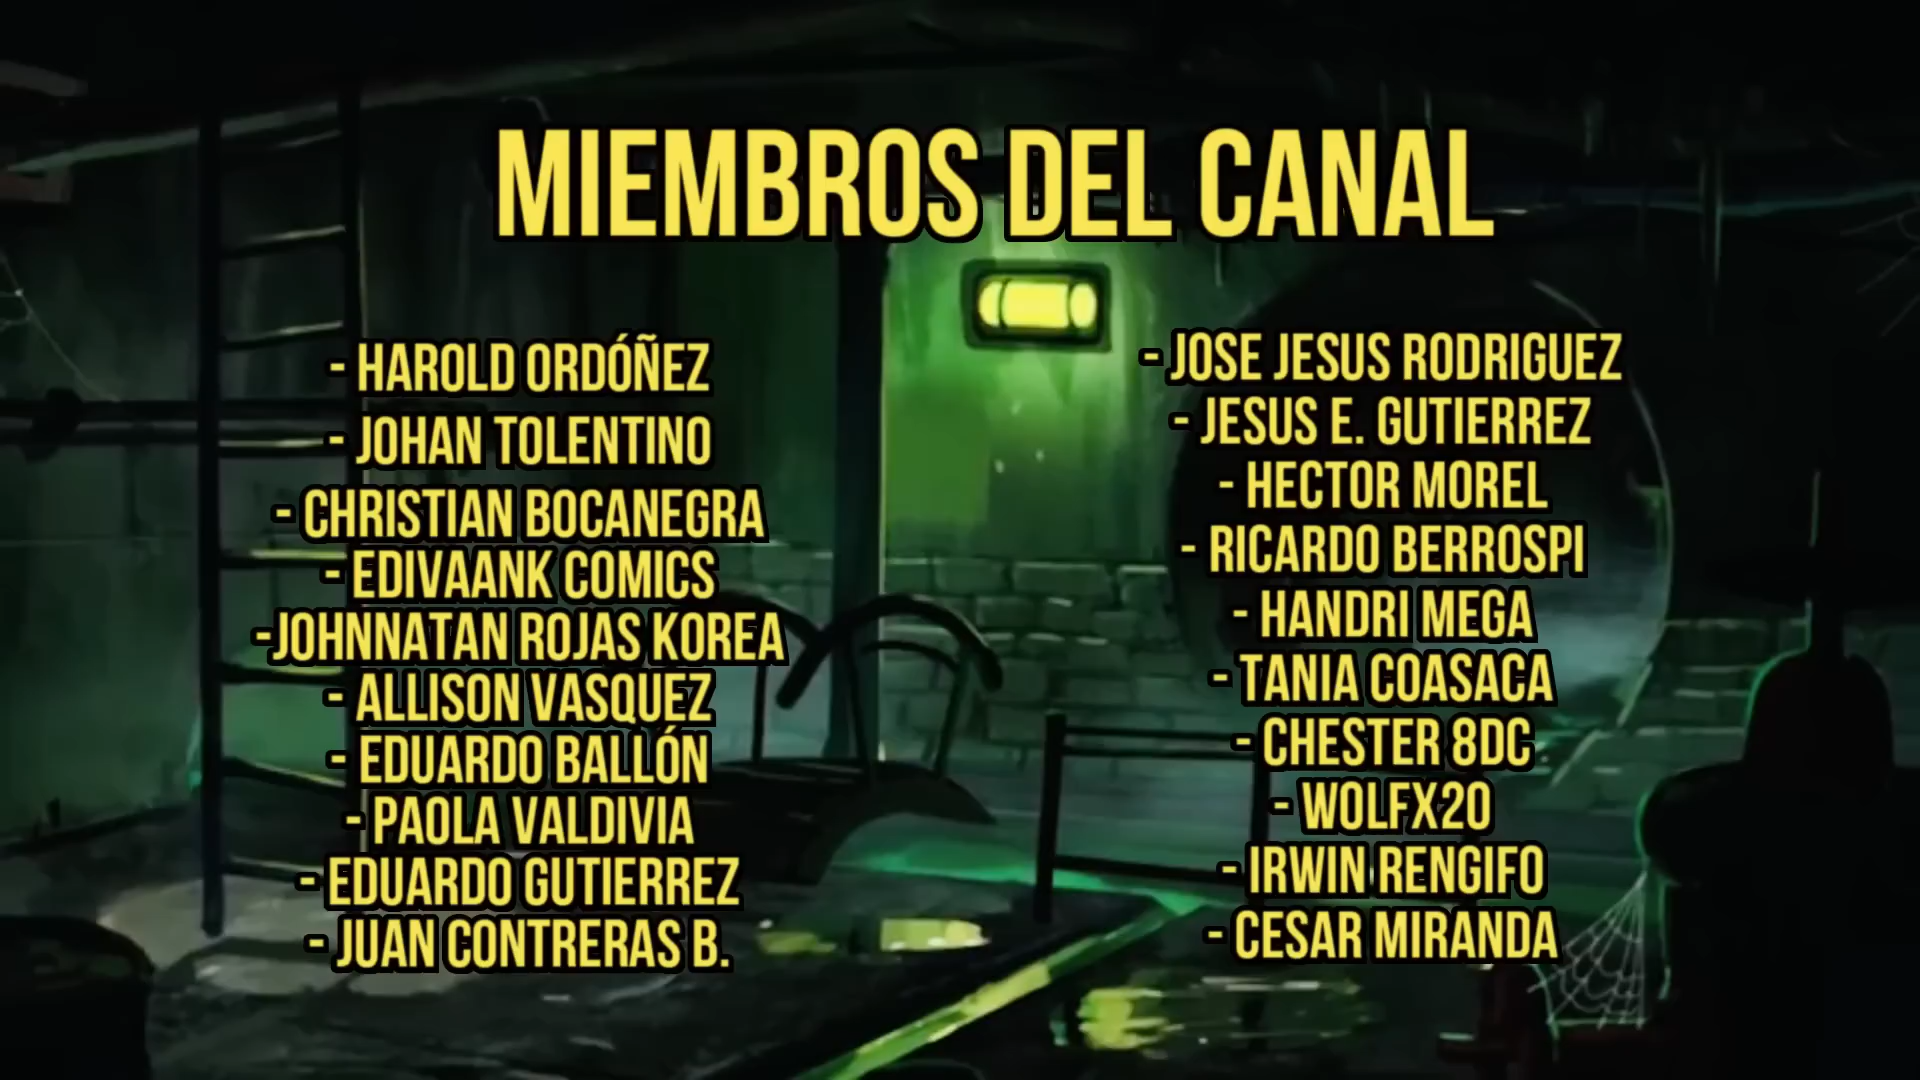 MIEMBROS DEL CANAL
- HAROLD ORDÓÑEZ
- JOHAN TOLENTINO
- CHRISTIAN BOCANEGRA
- EDIVAANK COMICS
-JOHNNATAN ROJAS KOREA
- ALLISON VASQUEZ
- EDUARDO BALLÓN
- PAOLA VALDIVIA
- EDUARDO GUTIERREZ
- JUAN CONTRERAS B.
- JOSE JESUS RODRIGUEZ
- JESUS E. GUTIERREZ
- HECTOR MOREL
- RICARDO BERROSPI
- HANDRI MEGA
- TANIA COASACA
- CHESTER 8DC
- WOLFX20
- IRWIN RENGIFO
- CESAR MIRANDA